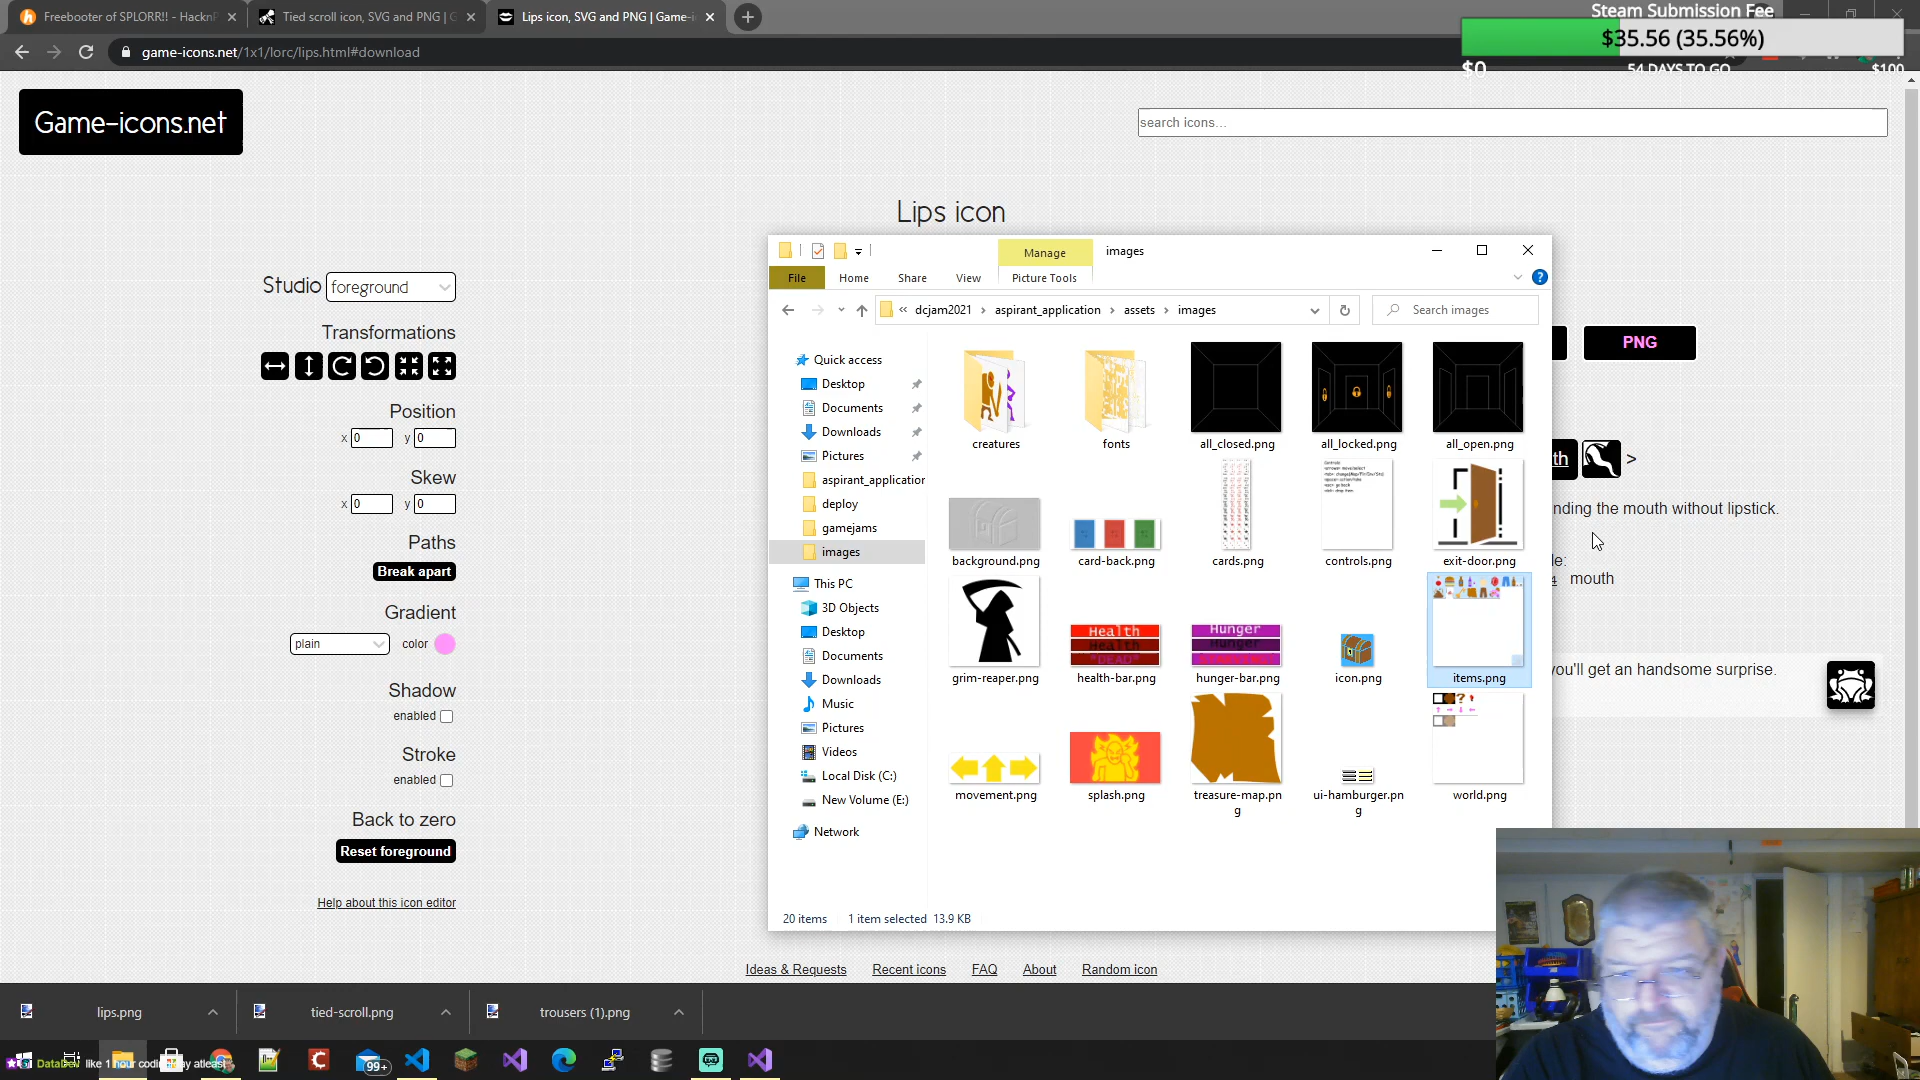 Freebooter of SPLORR!! - HacknP
Tied scroll icon, SVG and PNG | G
Lips icon, SVG and PNG | Game-i
Steam Submission Fee
$35.56 (35.56%)
$0
54 DAYS TO GO
$100
game-icons.net/1x1/lorc/lips.html#download
Game-icons.net
search icons...
Lips icon
Studio
foreground
Transformations
Position
x 0 y 0
Skew
x 0 y 0
Paths
Break apart
Gradient
plain
color
Shadow
enabled
Stroke
enabled
Back to zero
Reset foreground
Help about this icon editor
PNG
th
>
nding the mouth without lipstick.
le:
mouth
you'll get an handsome surprise.
Manage
images
File
Home
Share
View
Picture Tools
« dcjam2021 > aspirant_application > assets > images
Search images
Quick access
Desktop
Documents
Downloads
Pictures
aspirant_application
deploy
gamejams
images
This PC
3D Objects
Desktop
Documents
Downloads
Music
Pictures
Videos
Local Disk (C:)
New Volume (E:)
Network
creatures
fonts
all_closed.png
all_locked.png
all_open.png
background.png
card-back.png
cards.png
controls.png
exit-door.png
Health
Health
"DEAD"
Hunger
Hunger
grim-reaper.png
health-bar.png
hunger-bar.png
icon.png
items.png
movement.png
splash.png
treasure-map.pn
g
ui-hamburger.pn
g
world.png
20 items
1 item selected 13.9 KB
Ideas & Requests
Recent icons
FAQ
About
Random icon
lips.png
tied-scroll.png
trousers (1).png
99+